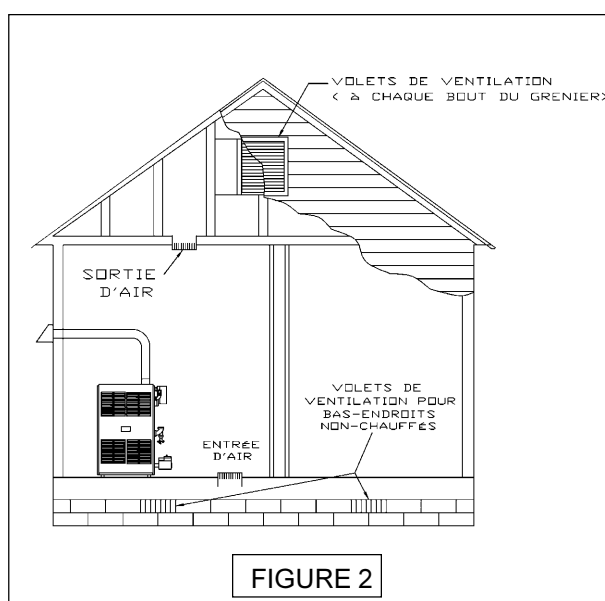 VOLETS DE VENTILATION
( à CHAQUE BOUT DU GRENIER)
SORTIE
D'AIR
VOLETS DE
VENTILATION POUR
BAS-ENDROITS
NON-CHAUFFéS
ENTRéE
D'AIR
FIGURE 2